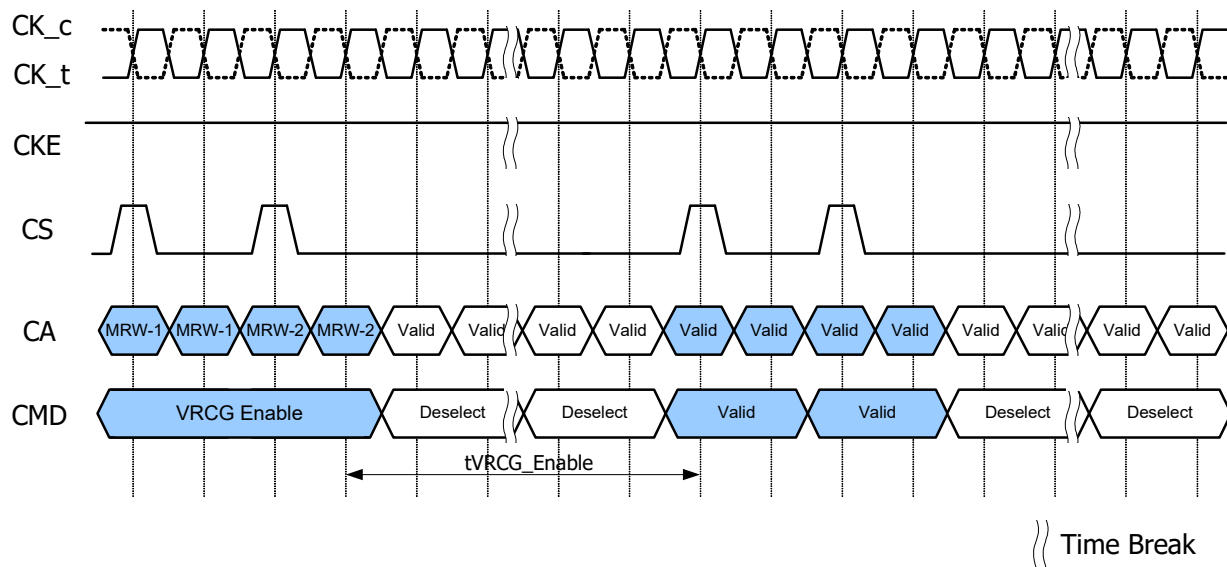 CK_c
CK_t
CKE
CS
CA MRW-1 MRW-1 MRW-2 MRW-2 Valid Valid Valid Valid Valid Valid Valid Valid Valid Valid Valid Valid
CMD VRCG Enable Deselect Deselect Valid Valid Deselect Deselect
tVRCG_Enable
Time Break